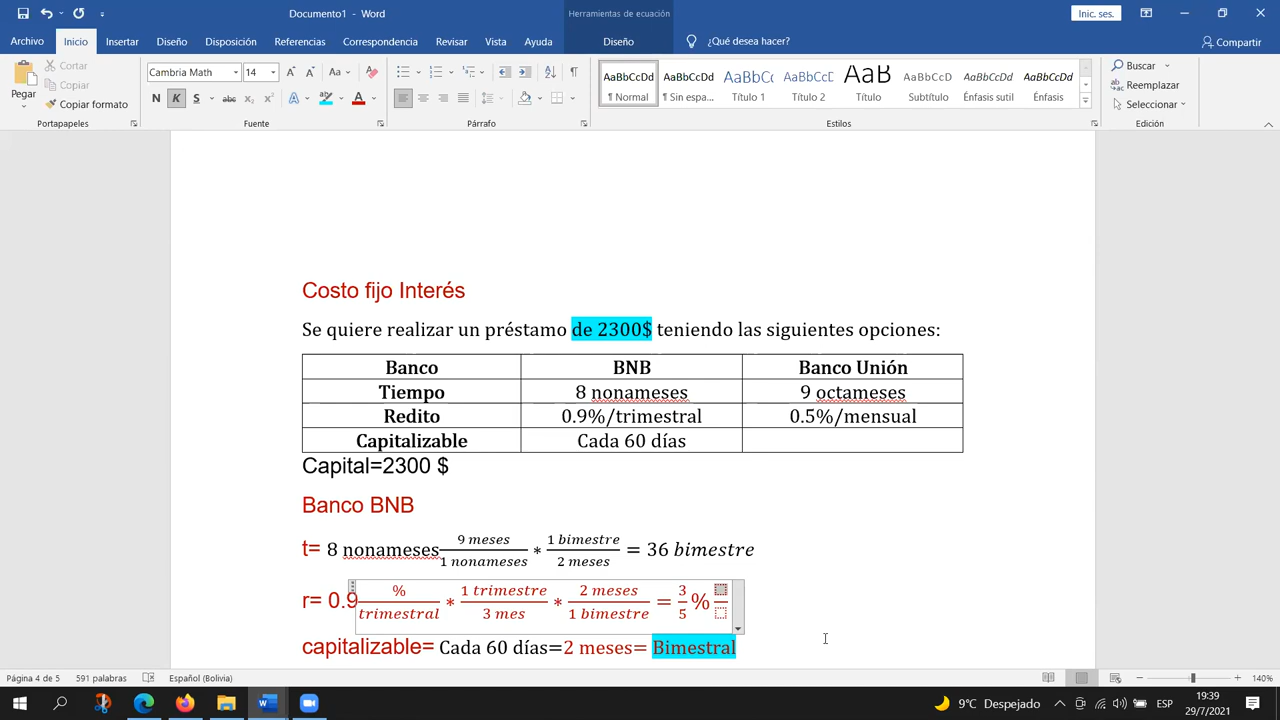 Documento1 - Word
Herramientas de ecuación
Inic. ses.
Archivo Inicio Insertar Diseño Disposición Referencias Correspondencia Revisar Vista Ayuda Diseño ¿Qué desea hacer? Compartir
Pegar
Cortar
Copiar
Copiar formato
Cambria Math 14
N K S abc x₂ x²
AaBbCcDd AaBbCcDd AaBbCc AaBbCcD AaB AaBbCcD AaBbCcDd AaBbCcDd
¶ Normal ¶ Sin espa... Título 1 Título 2 Título Subtítulo Énfasis sutil Énfasis
Buscar
Reemplazar
Seleccionar
Portapapeles Fuente Párrafo Estilos Edición
Costo fijo Interés
Se quiere realizar un préstamo de 2300$ teniendo las siguientes opciones:
Banco BNB Banco Unión
Tiempo 8 nonameses 9 octameses
Redito 0.9%/trimestral 0.5%/mensual
Capitalizable Cada 60 días
Capital=2300 $
Banco BNB
t= 8 nonameses 9 meses/1 nonameses * 1 bimestre/2 meses = 36 bimestre
r= 0.9 %/trimestral * 1 trimestre/3 mes * 2 meses/1 bimestre = 3/5 %
capitalizable= Cada 60 días=2 meses= Bimestral
Página 4 de 5 591 palabras Español (Bolivia) 140%
9°C Despejado ESP 19:39
29/7/2021